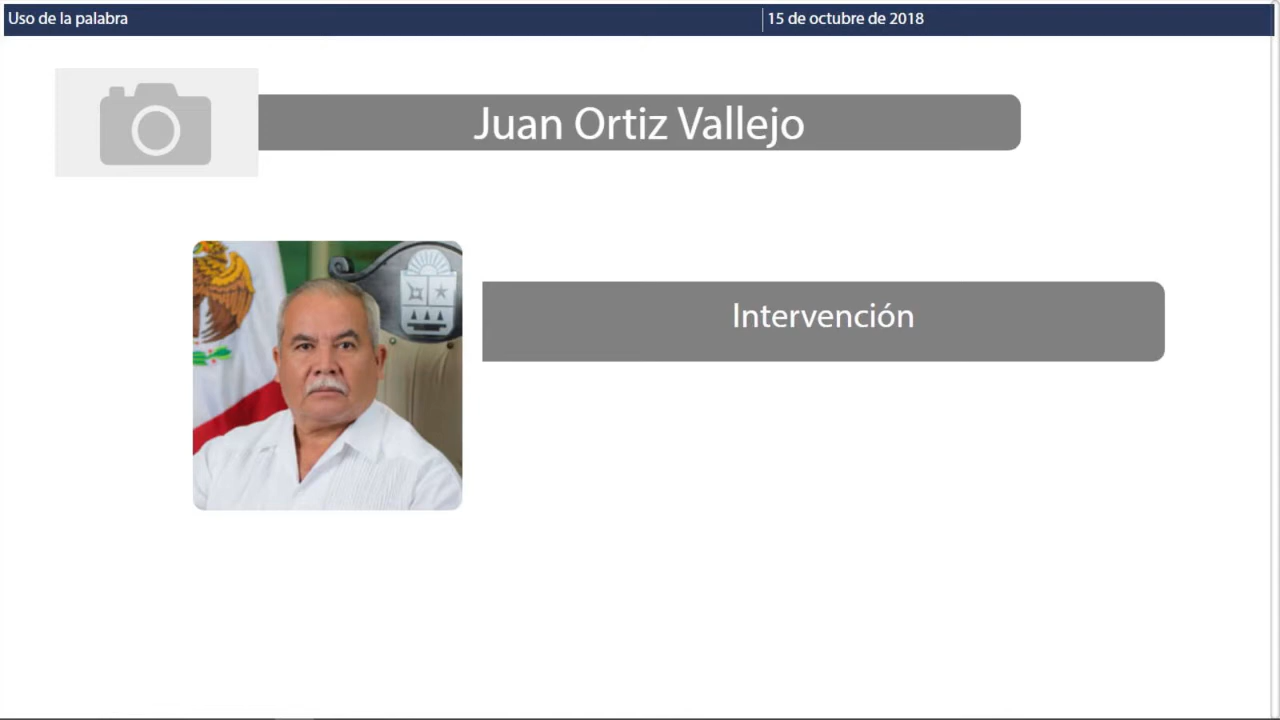 Uso de la palabra
15 de octubre de 2018
Juan Ortiz Vallejo
Intervención